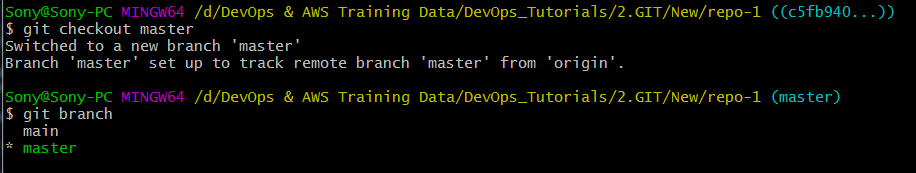 Sony@Sony-PC MINGW64 /d/DevOps & AWS Training Data/DevOps_Tutorials/2.GIT/New/repo-1 ((c5fb940...))
$ git checkout master
Switched to a new branch 'master'
Branch 'master' set up to track remote branch 'master' from 'origin'.
Sony@Sony-PC MINGW64 /d/DevOps & AWS Training Data/DevOps_Tutorials/2.GIT/New/repo-1 (master)
$ git branch
  main
* master